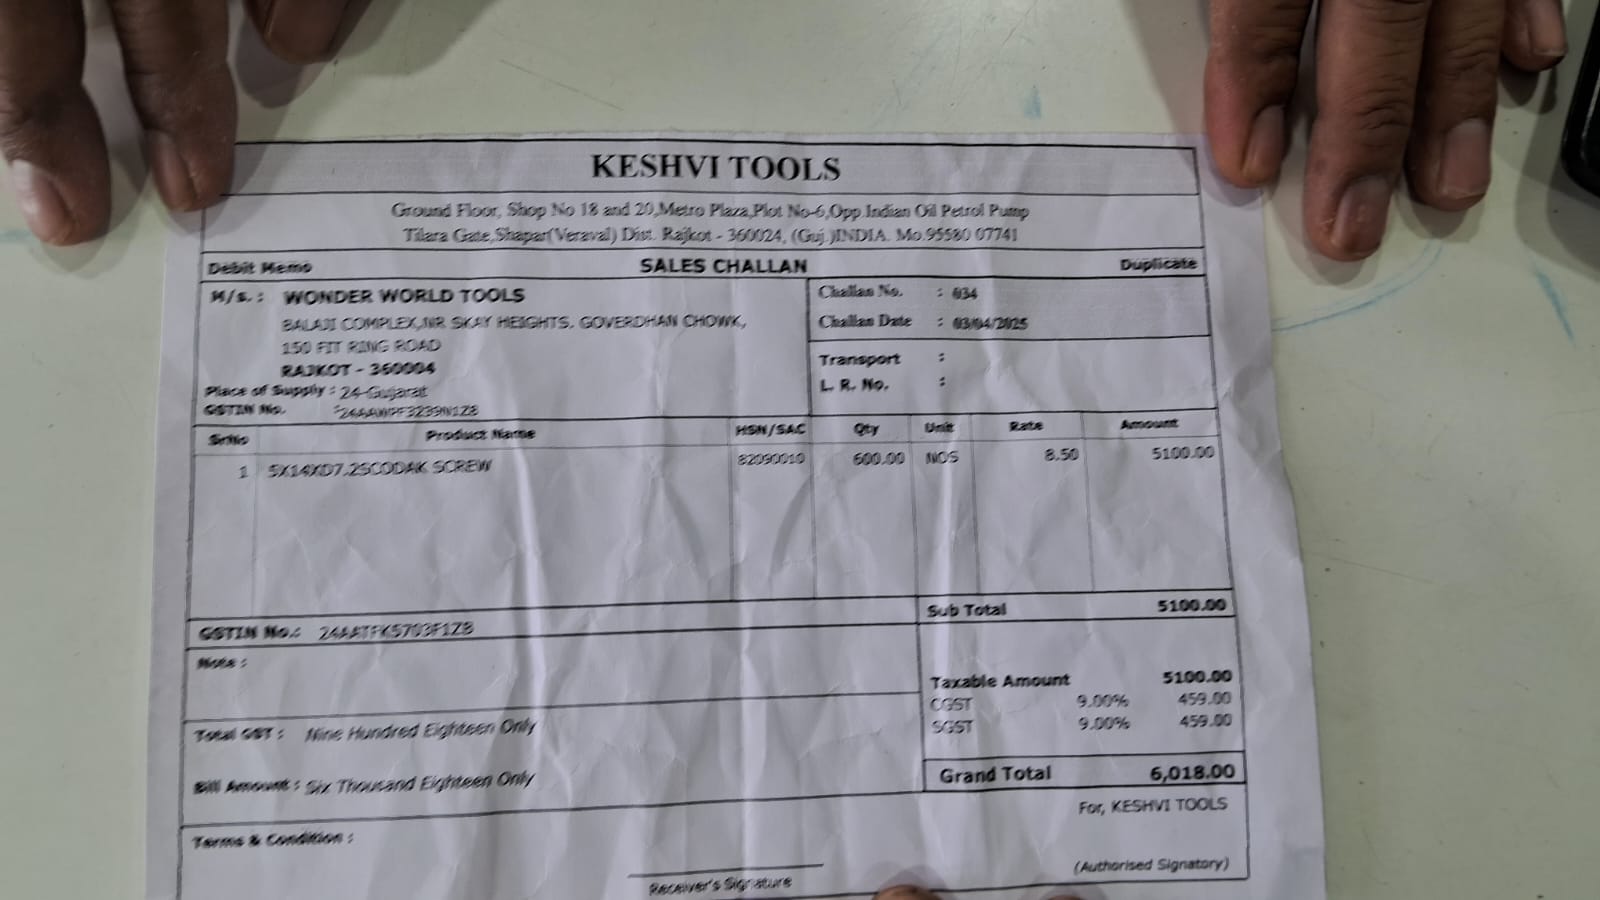 KESHVI TOOLS
Ground Floor, Shop No 18 and 20,Metro Plaza,Plot No-6,Opp.Indian Oil Petrol Pump
Tilara Gate,Shapar(Veraval) Dist. Rajkot - 360024, (Guj.)INDIA. Mo.95580 07741
Debit Memo SALES CHALLAN Duplicate
M/s. : WONDER WORLD TOOLS
BALAJI COMPLEX,NR SKAY HEIGHTS. GOVERDHAN CHOWK,
150 FIT RING ROAD
RAJKOT - 360004
Place of Supply : 24-Gujarat
GSTIN No. :
Challan No. : 034
Challan Date : 03/04/2025
Transport :
L. R. No. :
SrNo Product Name HSN/SAC Qty Unit Rate Amount
1 5X14XD7.2SCODAK SCREW 82090010 600.00 NOS 8.50 5100.00
Sub Total 5100.00
GSTIN No.: 24AATFK5703F1Z8
Note :
Taxable Amount 5100.00
CGST 9.00% 459.00
SGST 9.00% 459.00
Total GST : Nine Hundred Eighteen Only
Bill Amount : Six Thousand Eighteen Only
Grand Total 6,018.00
For, KESHVI TOOLS
Terms & Condition :
Receiver's Signature
(Authorised Signatory)